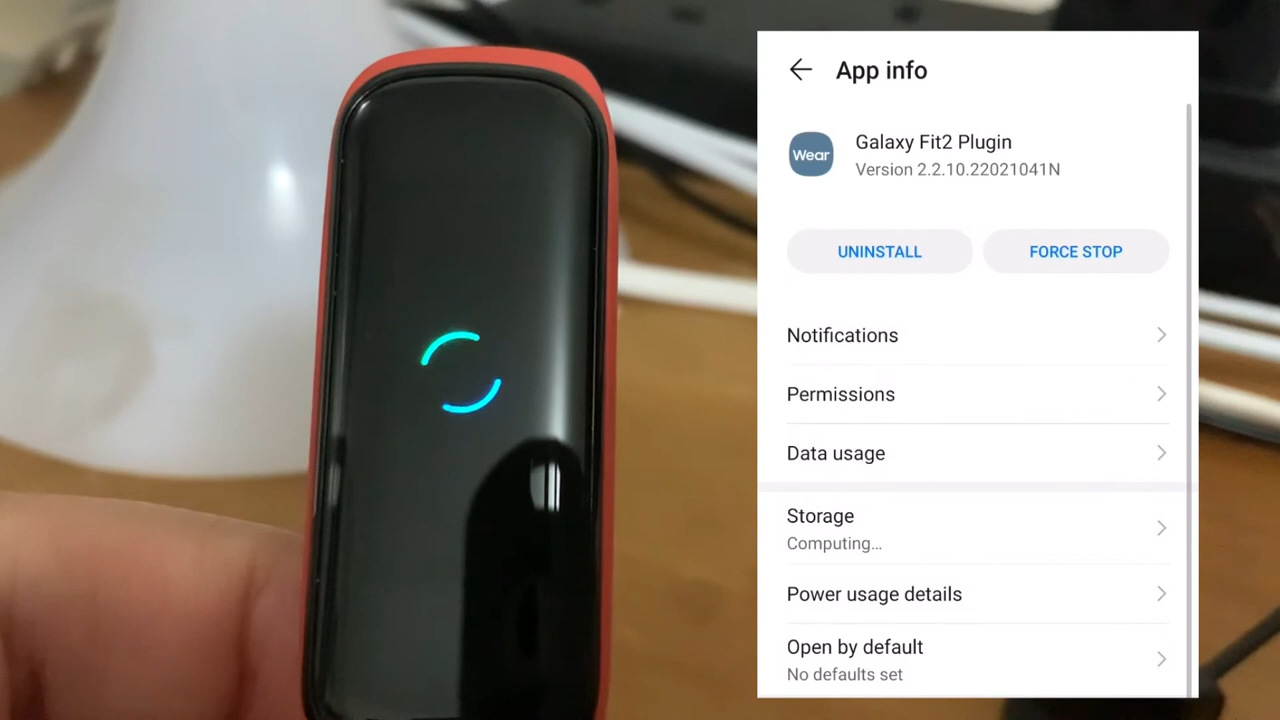 App info
Wear
Galaxy Fit2 Plugin
Version 2.2.10.22021041N
UNINSTALL
FORCE STOP
Notifications
Permissions
Data usage
Storage
Computing...
Power usage details
Open by default
No defaults set